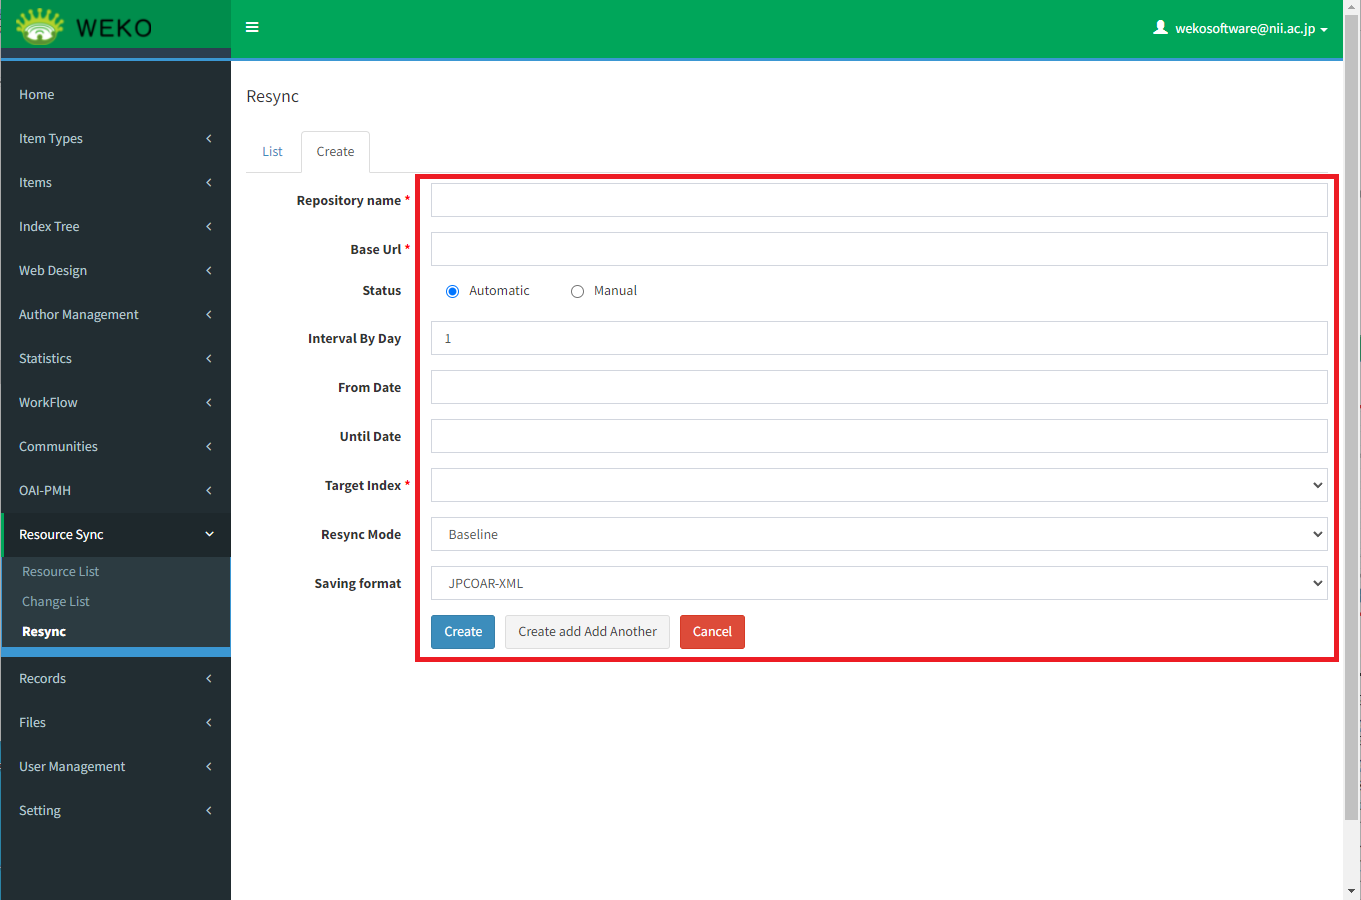 WEKO
wekosoftware@nii.ac.jp
Home
Item Types
Items
Index Tree
Web Design
Author Management
Statistics
WorkFlow
Communities
OAI-PMH
Resource Sync
Resource List
Change List
Resync
Records
Files
User Management
Setting
Resync
List Create
Repository name *
Base Url *
Status Automatic Manual
Interval By Day 1
From Date
Until Date
Target Index *
Resync Mode Baseline
Saving format JPCOAR-XML
Create Create add Add Another Cancel